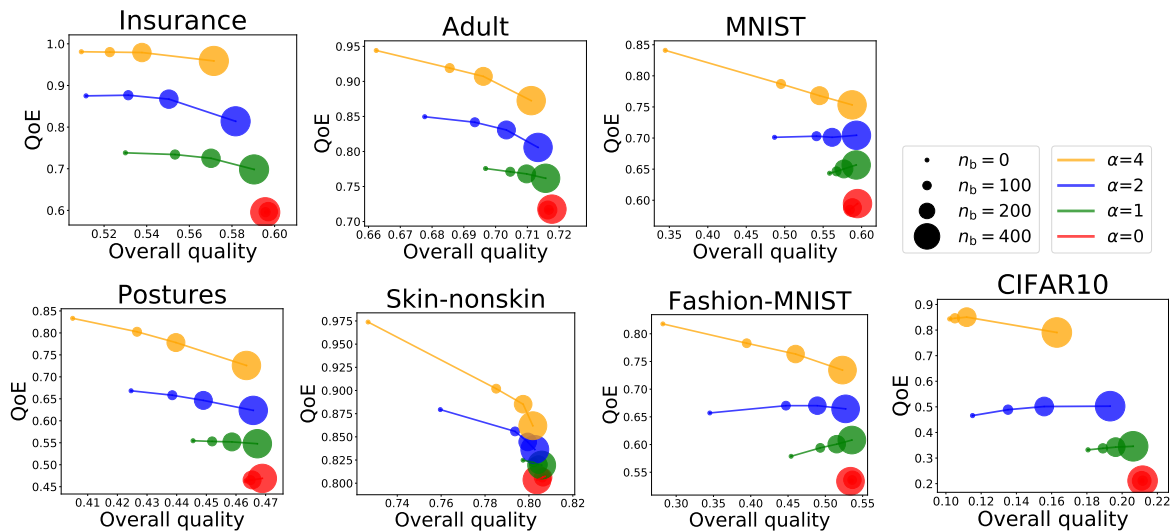 Insurance
QoE
1.0
0.9
0.8
0.7
0.6
0.52 0.54 0.56 0.58 0.60
Overall quality
Adult
QoE
0.95
0.90
0.85
0.80
0.75
0.70
0.66 0.67 0.68 0.69 0.70 0.71 0.72
Overall quality
MNIST
QoE
0.85
0.80
0.75
0.70
0.65
0.60
0.35 0.40 0.45 0.50 0.55 0.60
Overall quality
n_b = 0
n_b = 100
n_b = 200
n_b = 400
α=4
α=2
α=1
α=0
Postures
QoE
0.85
0.80
0.75
0.70
0.65
0.60
0.55
0.50
0.45
0.41 0.42 0.43 0.44 0.45 0.46 0.47
Overall quality
Skin-nonskin
QoE
0.975
0.950
0.925
0.900
0.875
0.850
0.825
0.800
0.74 0.76 0.78 0.80 0.82
Overall quality
Fashion-MNIST
QoE
0.80
0.75
0.70
0.65
0.60
0.55
0.30 0.35 0.40 0.45 0.50 0.55
Overall quality
CIFAR10
QoE
0.9
0.8
0.7
0.6
0.5
0.4
0.3
0.2
0.10 0.12 0.14 0.16 0.18 0.20 0.22
Overall quality